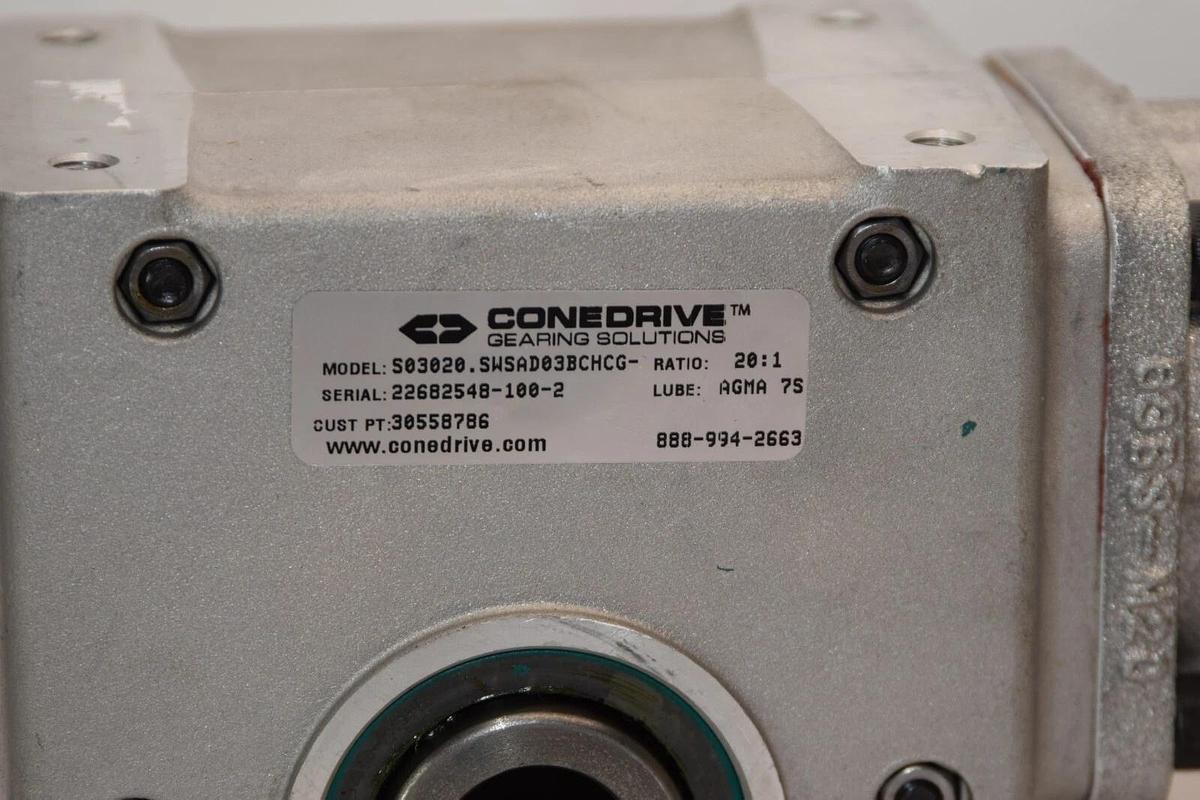 CONEDRIVE™
GEARING SOLUTIONS
MODEL: S03020.SWSAD03BCHCG- RATIO: 20:1
SERIAL: 22682548-100-2 LUBE: AGMA 7S
CUST PT: 30558786
www.conedrive.com 888-994-2663